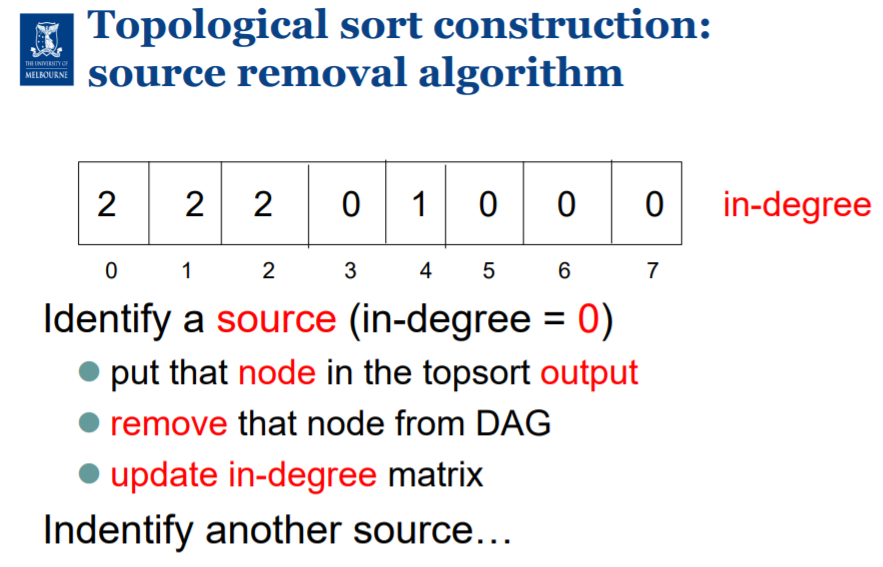 THE UNIVERSITY OF
MELBOURNE
Topological sort construction:
source removal algorithm
2 2 2 0 1 0 0 0 in-degree
0 1 2 3 4 5 6 7
Identify a source (in-degree = 0)
put that node in the topsort output
remove that node from DAG
update in-degree matrix
Indentify another source…